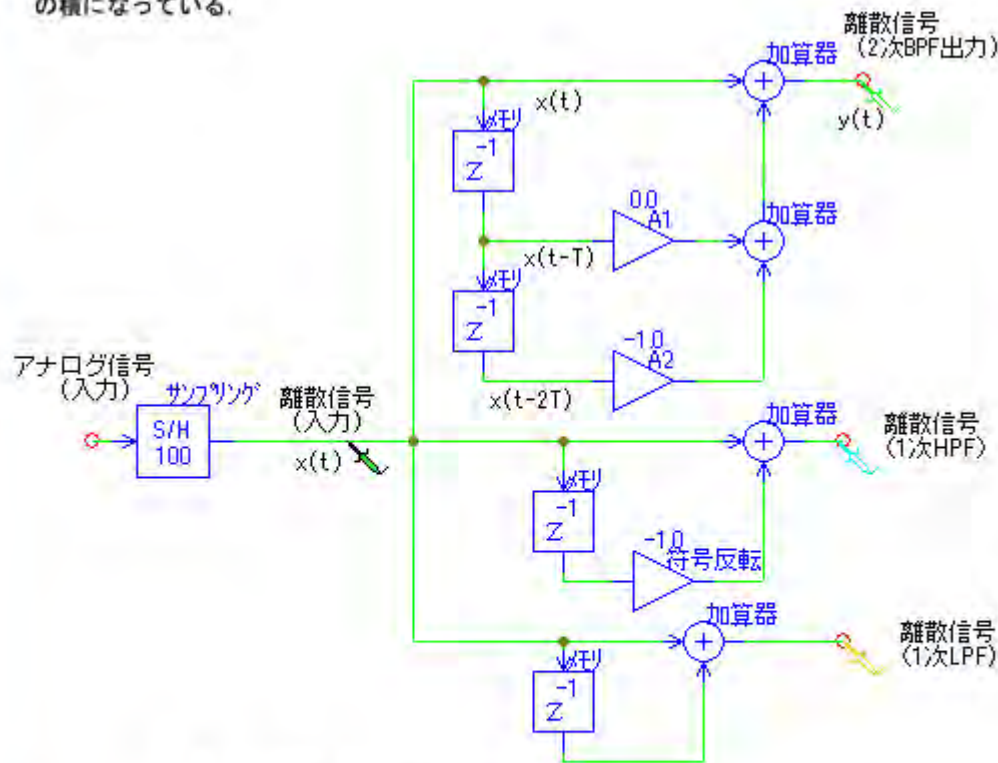 の積になっている.
離散信号
(2次BPF出力)
加算器
x(t)
y(t)
メモリ
Z⁻¹
0.0
A1
加算器
x(t-T)
メモリ
Z⁻¹
-1.0
A2
x(t-2T)
アナログ信号
(入力)
サンプリング
S/H
100
離散信号
(入力)
x(t)
加算器
離散信号
(1次HPF)
メモリ
Z⁻¹
-1.0
符号反転
加算器
離散信号
(1次LPF)
メモリ
Z⁻¹